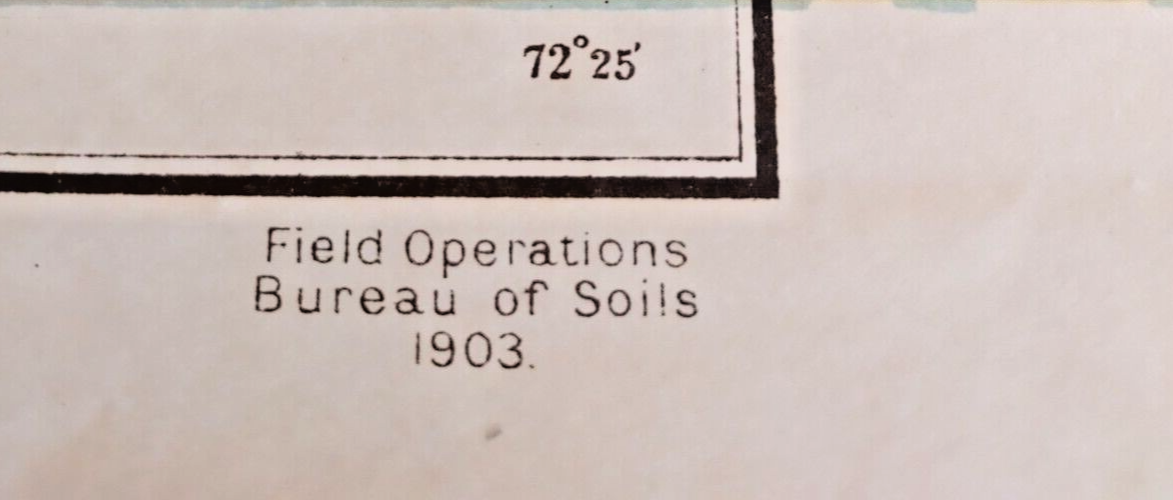 72°25'
Field Operations
Bureau of Soils
1903.